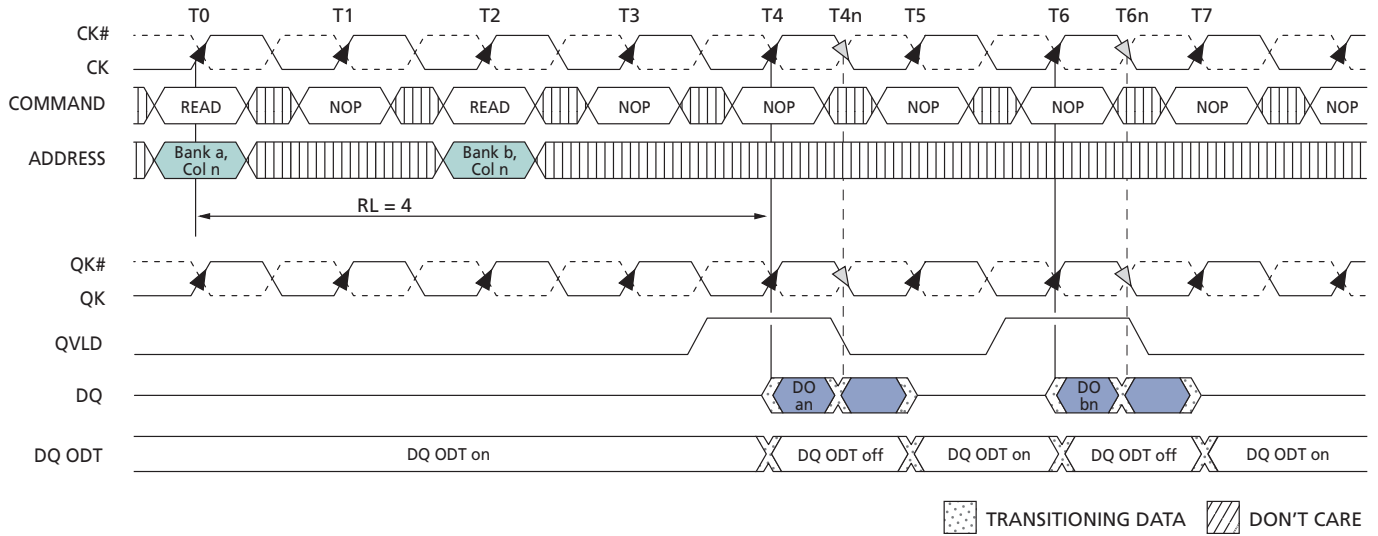 T0 T1 T2 T3 T4 T4n T5 T6 T6n T7
CK#
CK
COMMAND READ NOP READ NOP NOP NOP NOP NOP NOP
ADDRESS Bank a, Col n Bank b, Col n
RL = 4
QK#
QK
QVLD
DQ DO an DO bn
DQ ODT DQ ODT on DQ ODT off DQ ODT on DQ ODT off DQ ODT on
TRANSITIONING DATA DON'T CARE